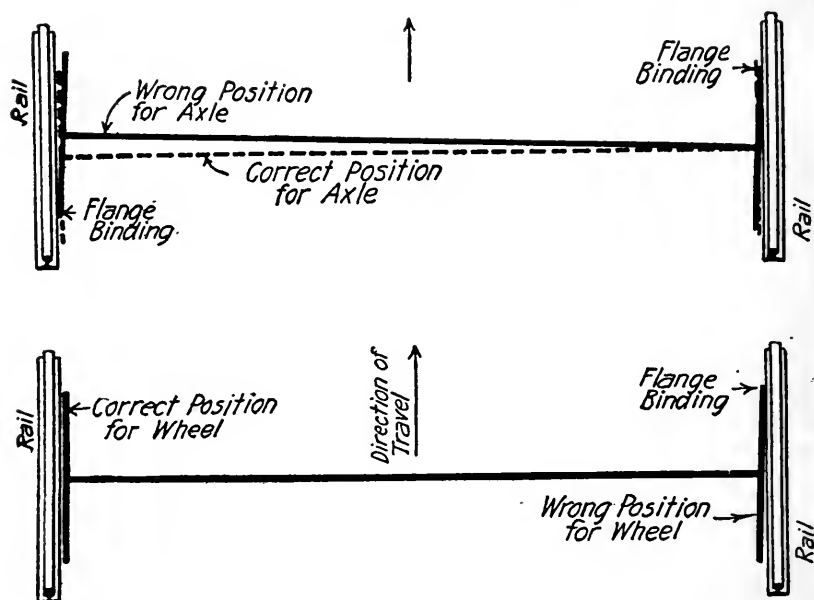 Rail
Wrong Position
for Axle
Flange
Binding
Correct Position
for Axle
Flange
Binding.
Rail
Rail
Correct Position
for Wheel
Direction of
Travel
Flange
Binding
Wrong Position
for Wheel
Rail